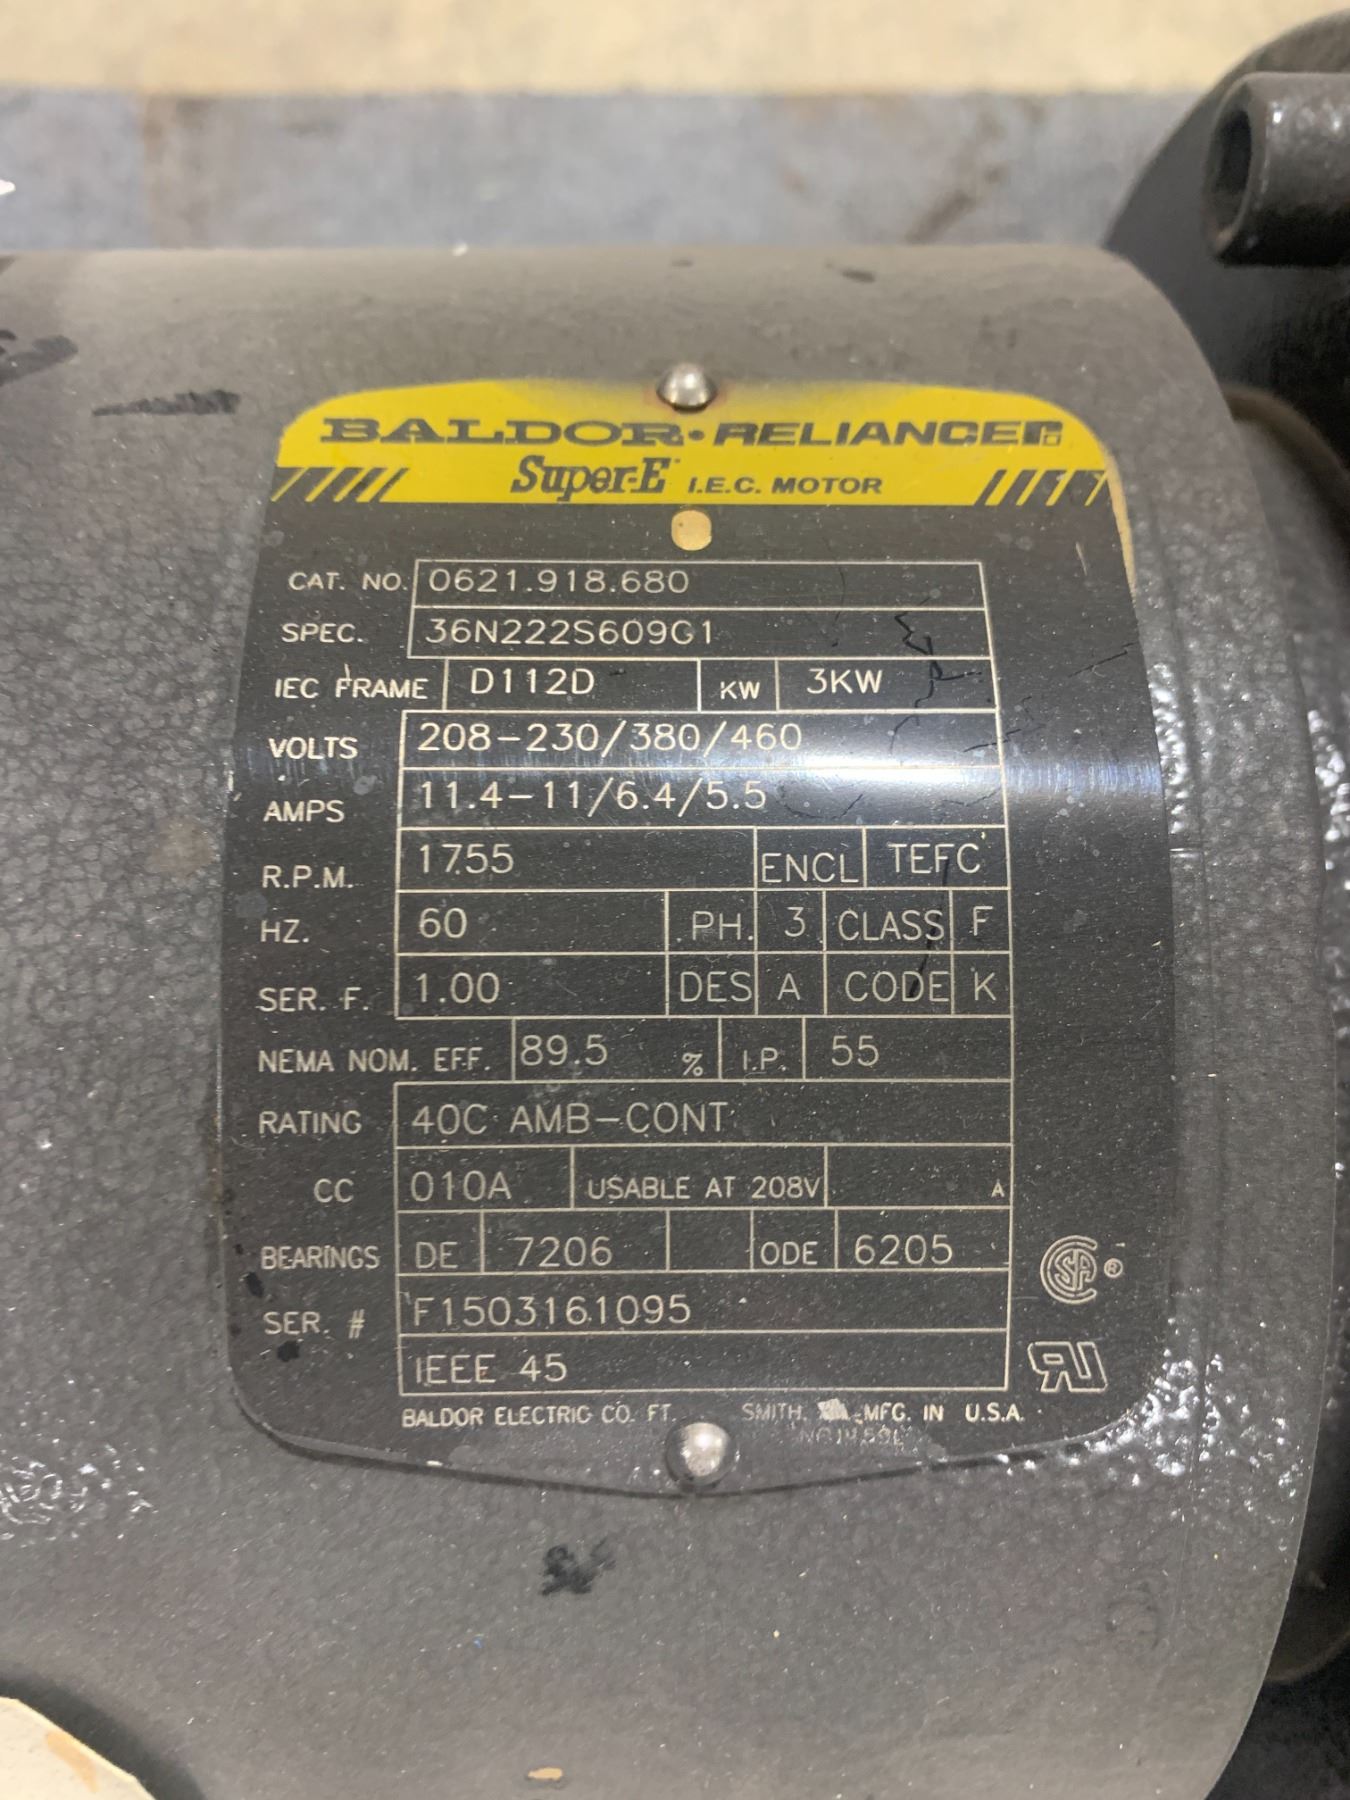 BALDOR • RELIANCER
Super-E I.E.C. MOTOR
CAT. NO. 0621.918.680
SPEC. 36N222S609G1
IEC FRAME D112D KW 3KW
VOLTS 208-230/380/460
AMPS 11.4-11/6.4/5.5
R.P.M. 1755 ENCL TEFC
HZ. 60 PH. 3 CLASS F
SER. F. 1.00 DES A CODE K
NEMA NOM. EFF. 89.5 % I.P. 55
RATING 40C AMB-CONT
CC 010A USABLE AT 208V A
BEARINGS DE 7206 ODE 6205
SER. # F1503161095
IEEE 45
BALDOR ELECTRIC CO. FT. SMITH, MFG. IN U.S.A.